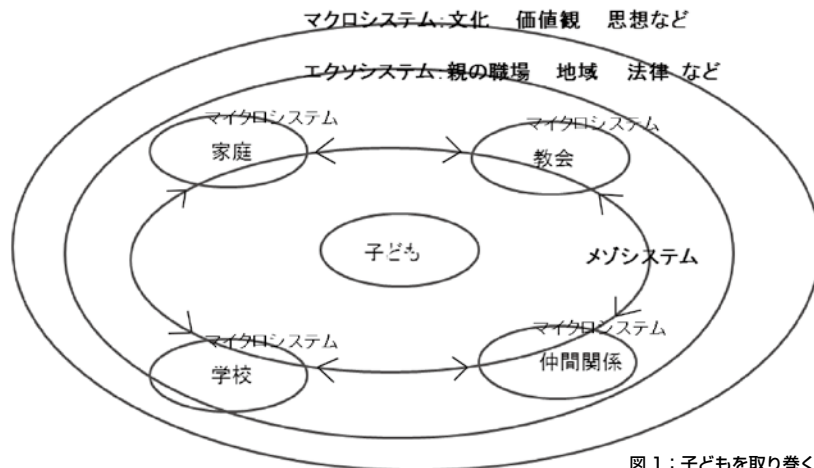 マクロシステム:文化　価値観　思想など
エクソシステム:親の職場　地域　法律 など
マイクロシステム
家庭
マイクロシステム
教会
子ども
メゾシステム
マイクロシステム
学校
マイクロシステム
仲間関係
図1：子どもを取り巻く